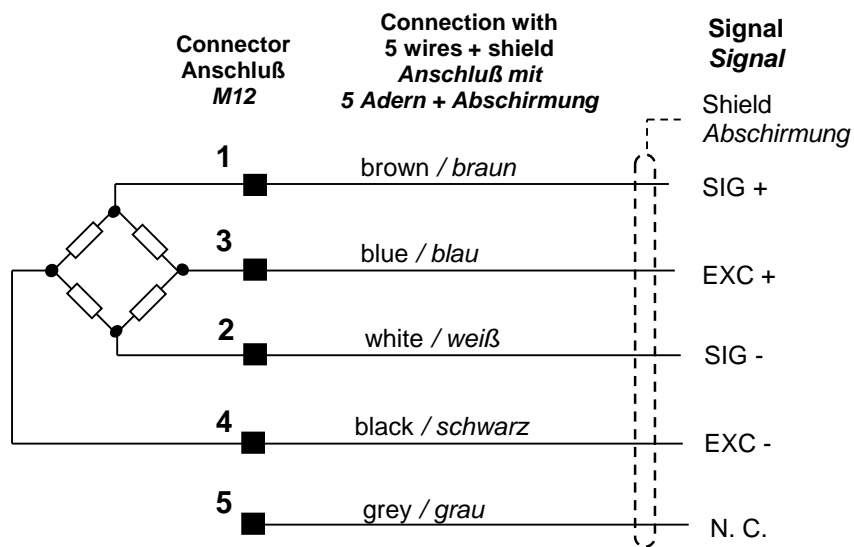 Connector
Anschluß
M12
Connection with
5 wires + shield
Anschluß mit
5 Adern + Abschirmung
Signal
Signal
Shield
Abschirmung
1 brown / braun SIG +
3 blue / blau EXC +
2 white / weiß SIG -
4 black / schwarz EXC -
5 grey / grau N. C.